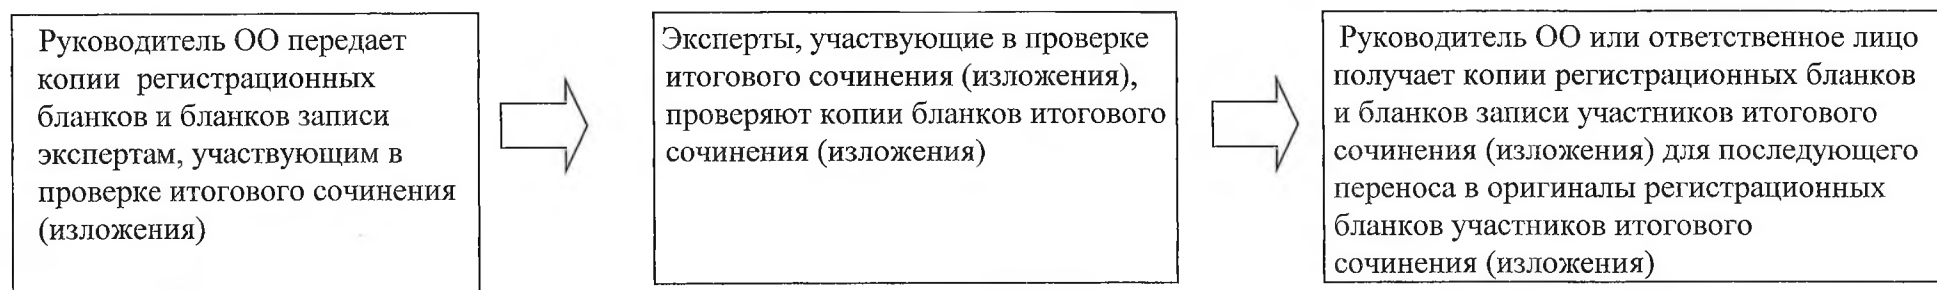 Руководитель ОО передает
копии регистрационных
бланков и бланков записи
экспертам, участвующим в
проверке итогового сочинения
(изложения)
Эксперты, участвующие в проверке
итогового сочинения (изложения),
проверяют копии бланков итогового
сочинения (изложения)
Руководитель ОО или ответственное лицо
получает копии регистрационных бланков
и бланков записи участников итогового
сочинения (изложения) для последующего
переноса в оригиналы регистрационных
бланков участников итогового
сочинения (изложения)